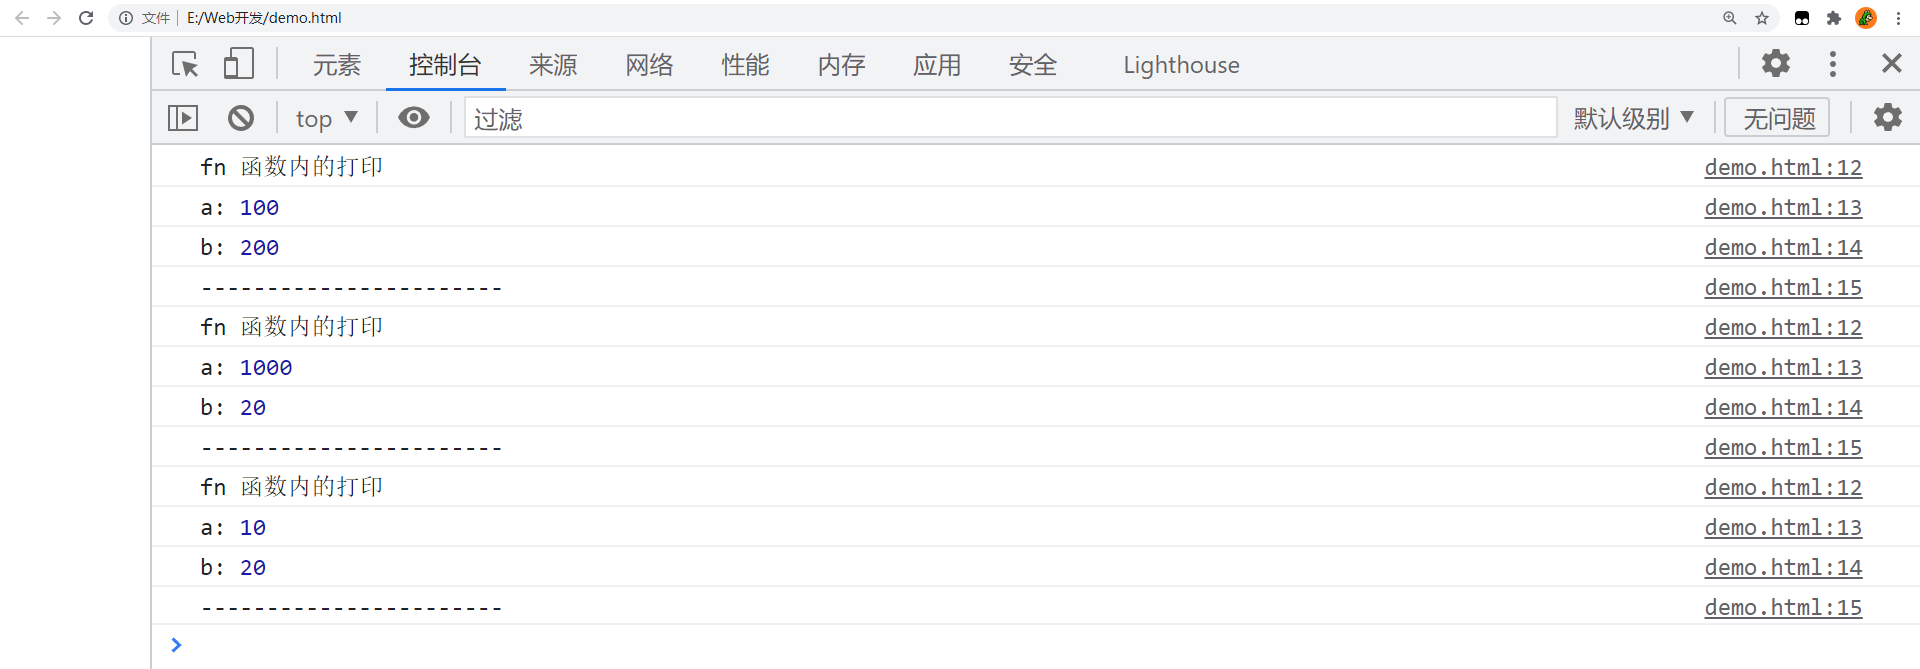 文件 | E:/Web开发/demo.html
元素 控制台 来源 网络 性能 内存 应用 安全 Lighthouse
top 过滤 默认级别 无问题
fn 函数内的打印 demo.html:12
a: 100 demo.html:13
b: 200 demo.html:14
----------------------- demo.html:15
fn 函数内的打印 demo.html:12
a: 1000 demo.html:13
b: 20 demo.html:14
----------------------- demo.html:15
fn 函数内的打印 demo.html:12
a: 10 demo.html:13
b: 20 demo.html:14
----------------------- demo.html:15